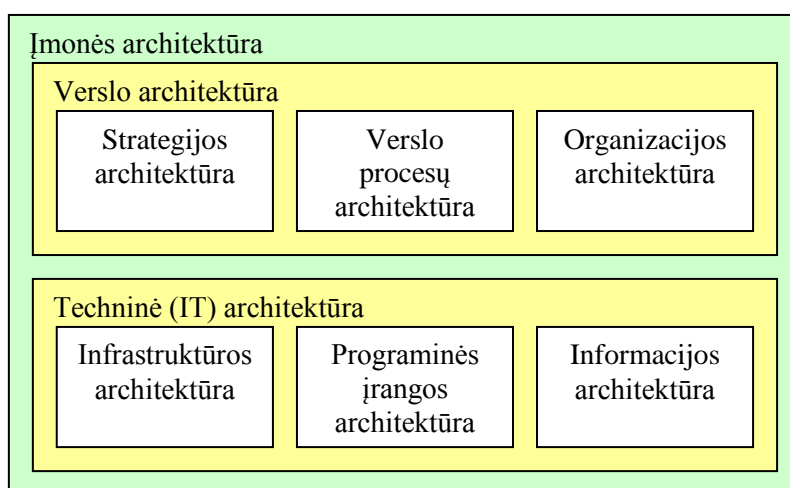 Įmonės architektūra
Verslo architektūra
Strategijos
architektūra
Verslo
procesų
architektūra
Organizacijos
architektūra
Techninė (IT) architektūra
Infrastruktūros
architektūra
Programinės
įrangos
architektūra
Informacijos
architektūra